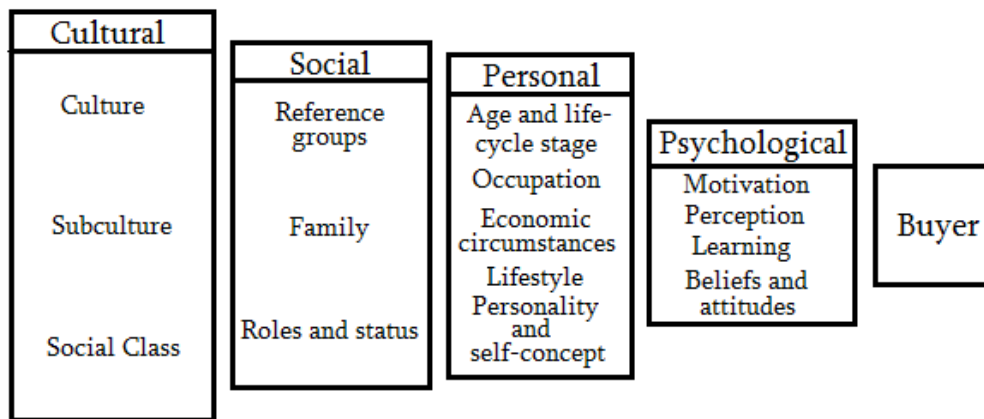 Cultural
Culture
Subculture
Social Class
Social
Reference
groups
Family
Roles and status
Personal
Age and life-
cycle stage
Occupation
Economic
circumstances
Lifestyle
Personality
and
self-concept
Psychological
Motivation
Perception
Learning
Beliefs and
attitudes
Buyer